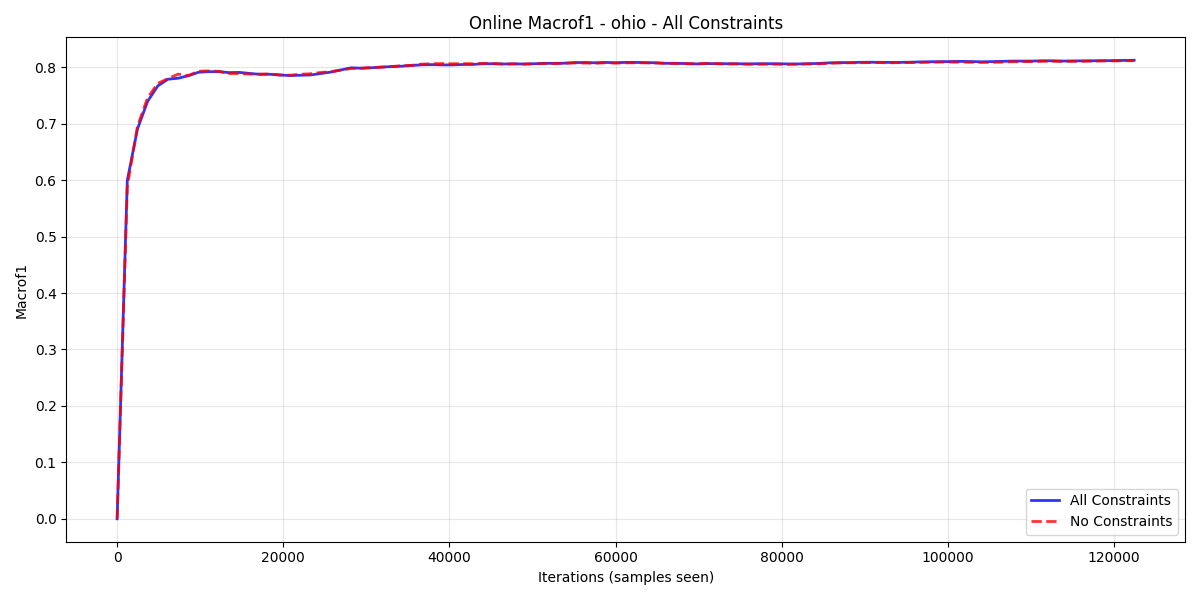 Online Macrof1 - ohio - All Constraints
Macrof1
0.8
0.7
0.6
0.5
0.4
0.3
0.2
0.1
0.0
0 20000 40000 60000 80000 100000 120000
Iterations (samples seen)
All Constraints
No Constraints